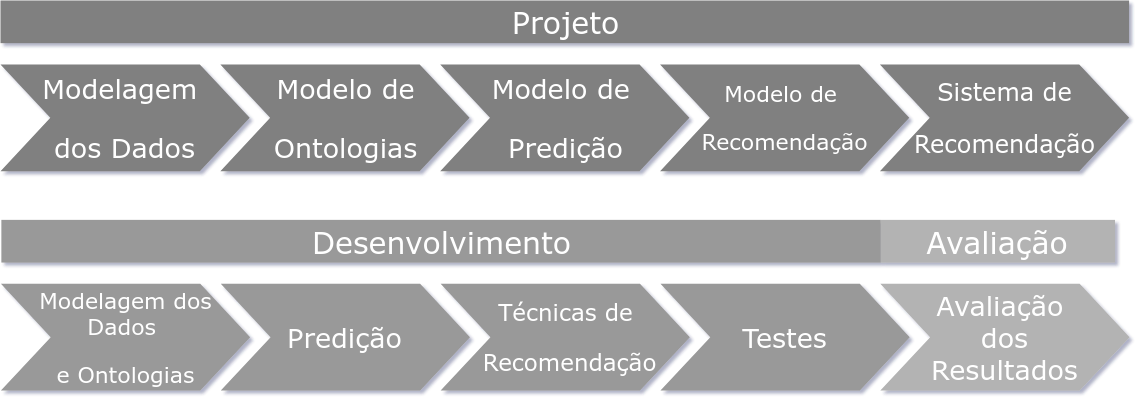 Projeto
Modelagem
dos Dados
Modelo de
Ontologias
Modelo de
Predição
Modelo de
Recomendação
Sistema de
Recomendação
Desenvolvimento
Avaliação
Modelagem dos
Dados
e Ontologias
Predição
Técnicas de
Recomendação
Testes
Avaliação
dos
Resultados